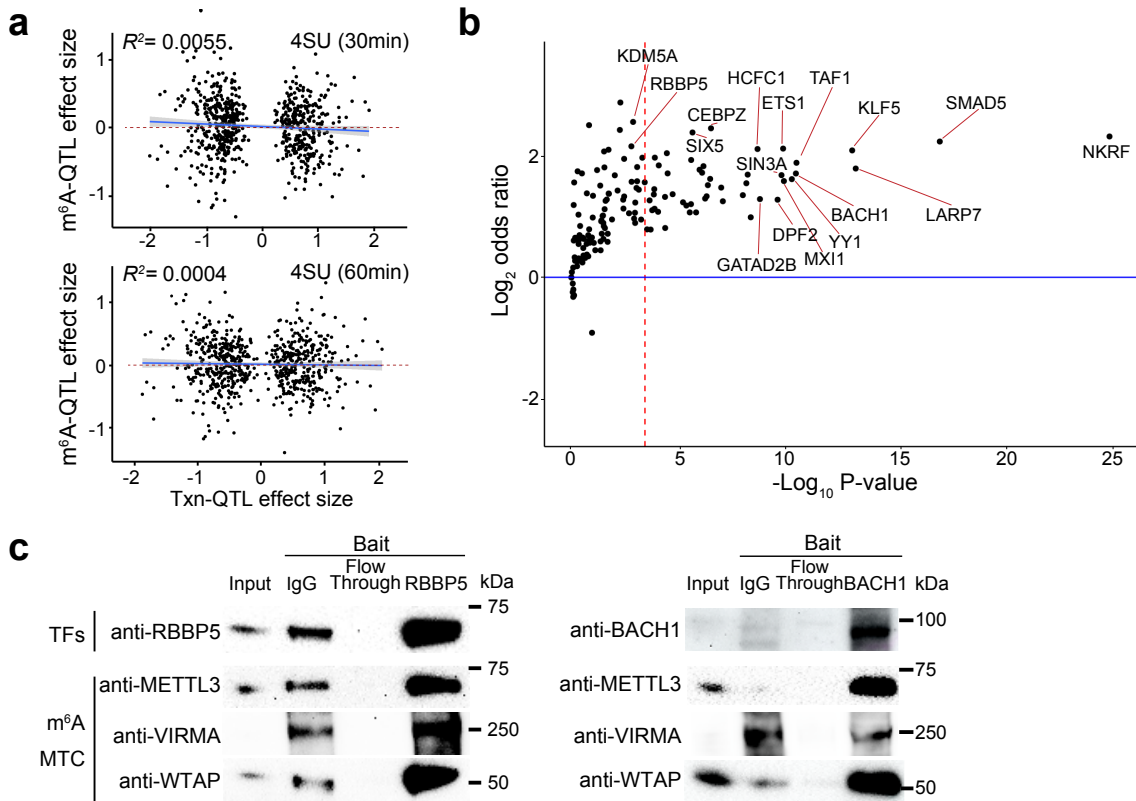 a
R²= 0.0055
4SU (30min)
m⁶A-QTL effect size
1
0
-1
-2
-1
0
1
2
R²= 0.0004
4SU (60min)
m⁶A-QTL effect size
1
0
-1
-2
-1
0
1
2
Txn-QTL effect size
b
Log₂ odds ratio
2
0
-2
KDM5A
RBBP5
HCFC1
TAF1
ETS1
CEBPZ
KLF5
SMAD5
NKRF
SIX5
SIN3A
BACH1
LARP7
DPF2
YY1
MXI1
GATAD2B
0
5
10
15
20
25
-Log₁₀ P-value
c
Bait
Input
IgG
Flow
Through
RBBP5
kDa
TFs
anti-RBBP5
75
m⁶A
MTC
anti-METTL3
75
anti-VIRMA
250
anti-WTAP
50
Bait
Input
IgG
Flow
Through
BACH1
kDa
anti-BACH1
100
anti-METTL3
75
anti-VIRMA
250
anti-WTAP
50